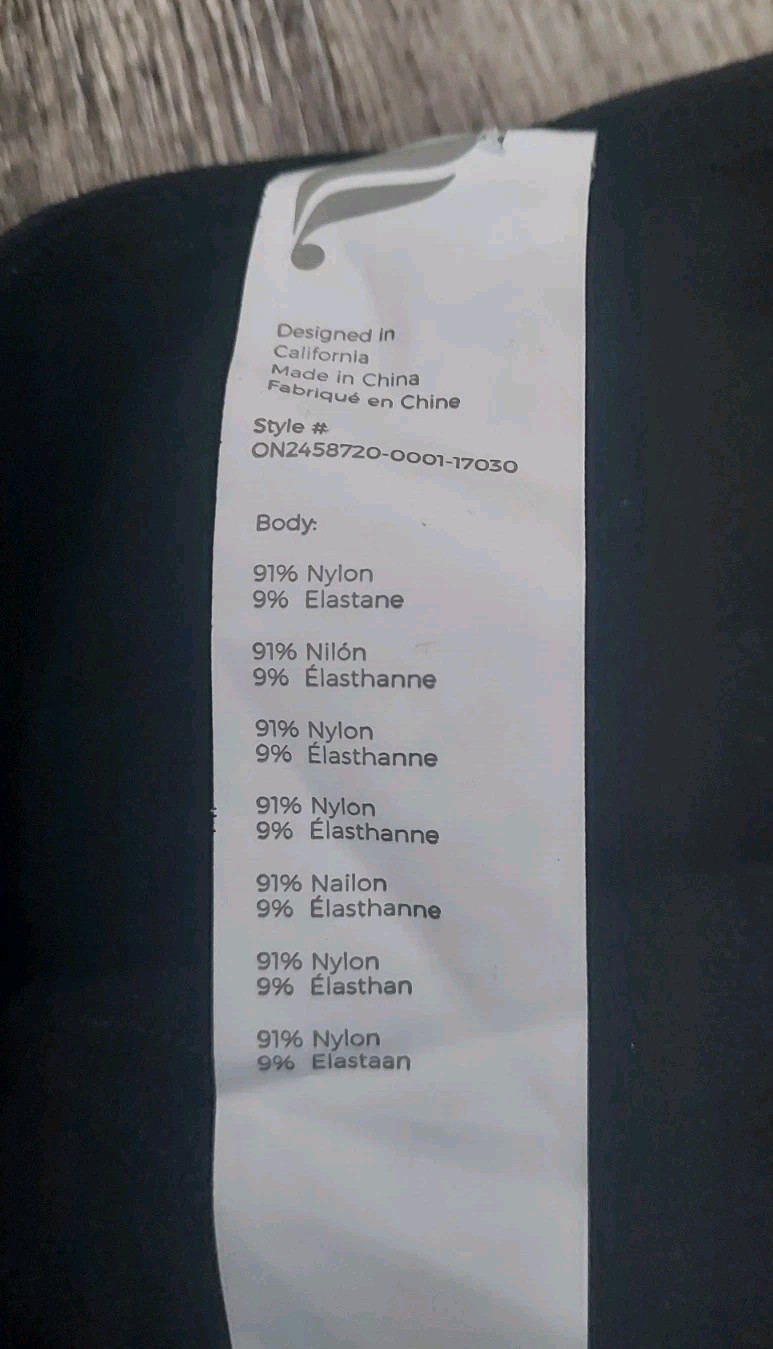 Designed in
California
Made in China
Fabriqué en Chine
Style #
ON2458720-0001-17030
Body:
91% Nylon
9% Elastane
91% Nilón
9% Élasthanne
91% Nylon
9% Élasthanne
91% Nylon
9% Élasthanne
91% Nailon
9% Élasthanne
91% Nylon
9% Élasthan
91% Nylon
9% Elastaan